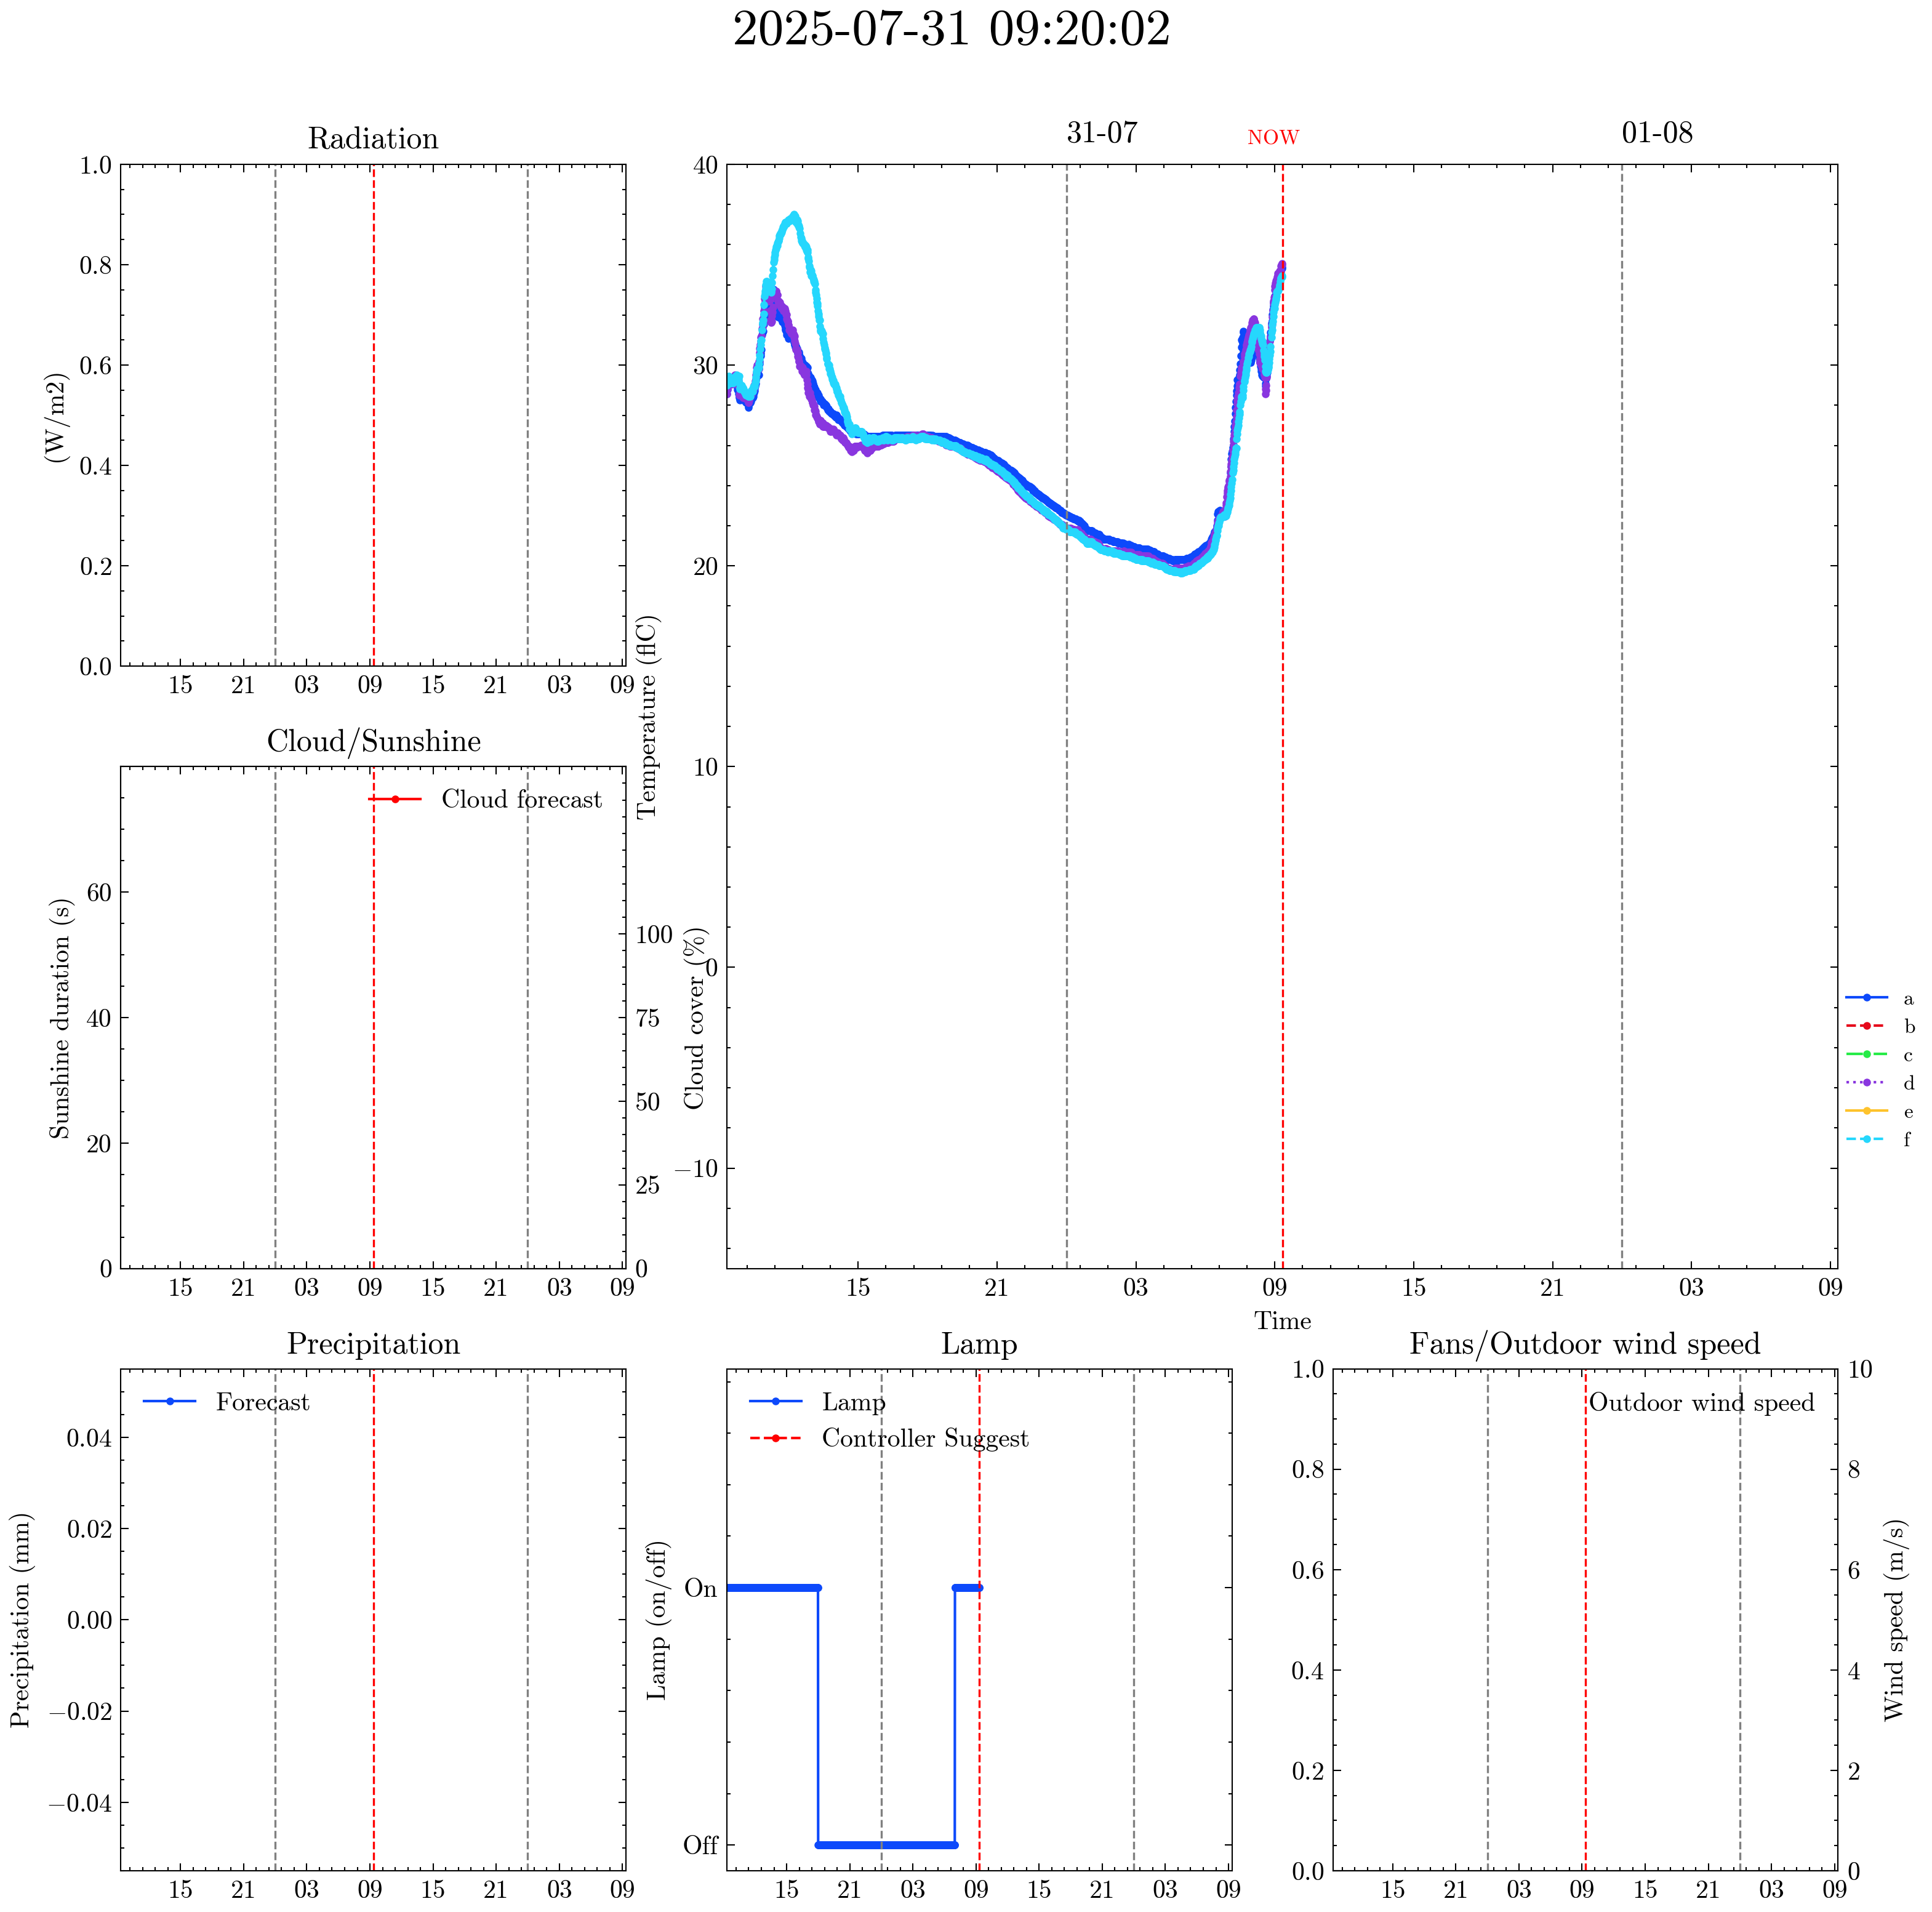 2025-07-31 09:20:02
Radiation
1.0
0.8
0.6
0.4
0.2
0.0
(W/m2)
15 21 03 09 15 21 03 09
31-07 NOW 01-08
40
30
20
10
0
−10
Temperature (flC)
15 21 03 09 15 21 03 09
Time
a
b
c
d
e
f
Cloud/Sunshine
Cloud forecast
60
40
20
0
Sunshine duration (s)
100
75
50
25
0
Cloud cover (%)
15 21 03 09 15 21 03 09
Precipitation
Forecast
0.04
0.02
0.00
−0.02
−0.04
Precipitation (mm)
15 21 03 09 15 21 03 09
Lamp
Lamp
Controller Suggest
On
Off
Lamp (on/off)
15 21 03 09 15 21 03 09
Fans/Outdoor wind speed
Outdoor wind speed
1.0
0.8
0.6
0.4
0.2
0.0
10
8
6
4
2
0
Wind speed (m/s)
15 21 03 09 15 21 03 09